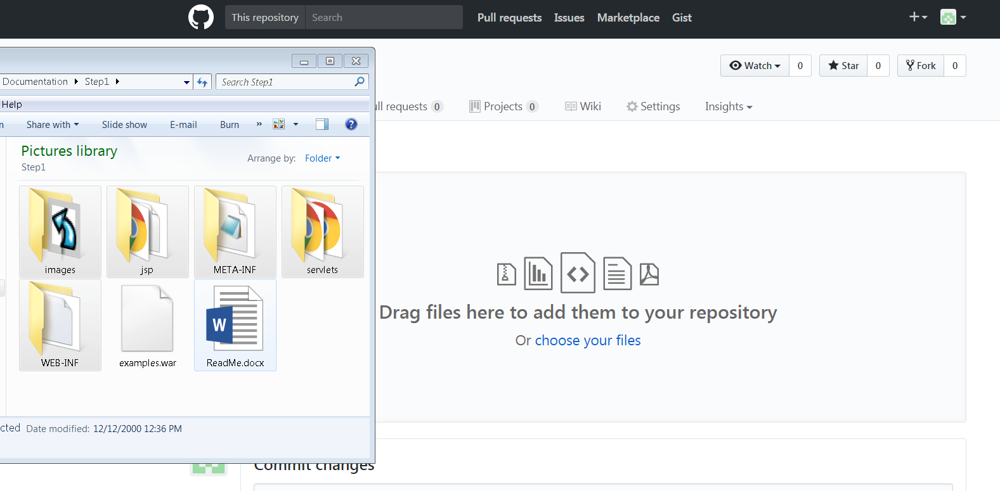 This repository
Search
Pull requests
Issues
Marketplace
Gist
Watch
0
Star
0
Fork
0
ull requests 0
Projects 0
Wiki
Settings
Insights
Documentation
Step1
Search Step1
Help
n
Share with
Slide show
E-mail
Burn
»
?
Pictures library
Step1
Arrange by:
Folder
images
jsp
META-INF
servlets
WEB-INF
examples.war
W
ReadMe.docx
cted
Date modified: 12/12/2000 12:36 PM
Drag files here to add them to your repository
Or choose your files
Commit changes